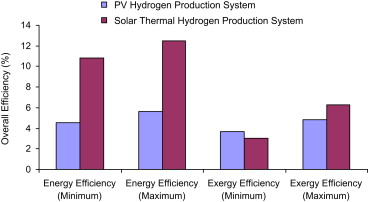 PV Hydrogen Production System
Solar Thermal Hydrogen Production System
Overall Efficiency (%)
14
12
10
8
6
4
2
0
Energy Efficiency (Minimum)
Energy Efficiency (Maximum)
Exergy Efficiency (Minimum)
Exergy Efficiency (Maximum)